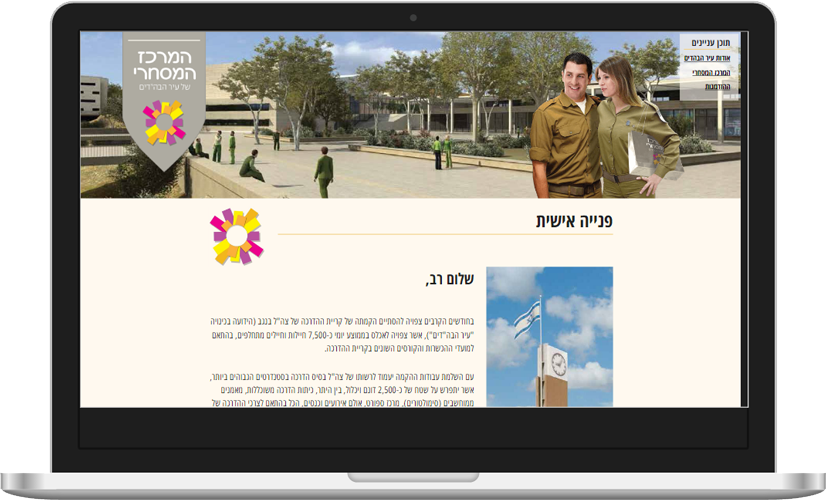 המרכז
המסחרי
של עיר הבה״דים
תוכן עניינים
אודות עיר הבהדים
המרכז המסחרי
ההזדמנות
פנייה אישית
שלום רב,
בחודשים הקרבים צפויה להסתיים הקמתה של קריית ההדרכה של צה"ל בנגב (הידועה בכינויה
"עיר הבה"דים"), אשר צפויה לאכלס בממוצע יומי כ-7,500 חיילות וחיילים מתחלפים, בהתאם
למועדי ההכשרות והקורסים השונים בקריית ההדרכה.
עם השלמת עבודות ההקמה יעמוד לרשותו של צה"ל בסיס הדרכה בסטנדרטים הגבוהים ביותר,
אשר יתפרש על שטח של כ-2,500 דונם ויכלול, בין היתר, כיתות הדרכה משוכללות, מאמנים
ממוחשבים (סימולטורים), מרכז ספורט, אולם אירועים וכנסים, הכל בהתאם לצרכי ההדרכה של